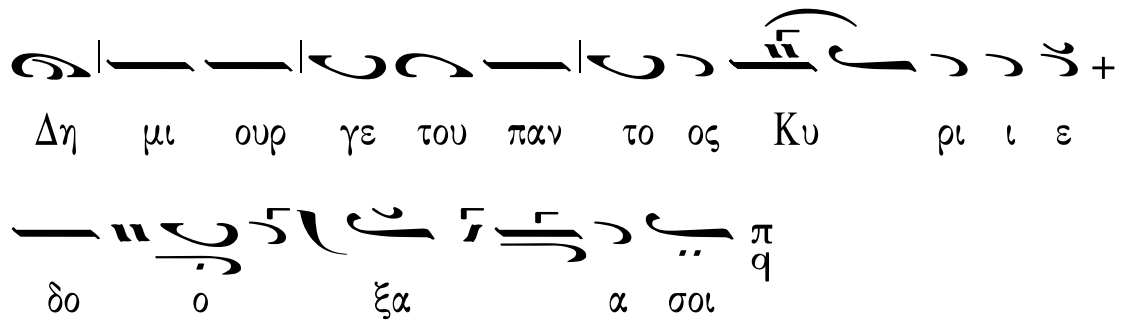 Δη μι ουρ γε του παν το ος Κυ ρι ι ε
δο ο ξα α σοι